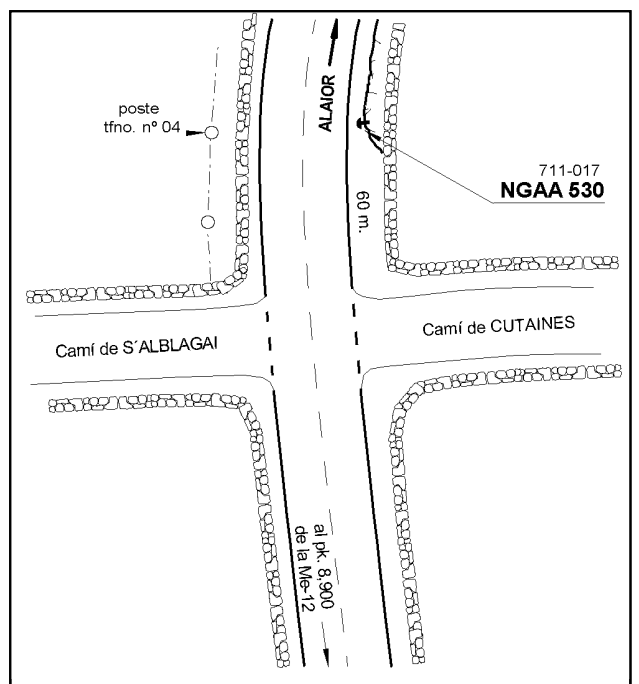 ALAIOR
poste
tfno. nº 04
711-017
NGAA 530
60 m.
Camí de S´ALBLAGAI
Camí de CUTAINES
al pk. 8,900
de la Me-12